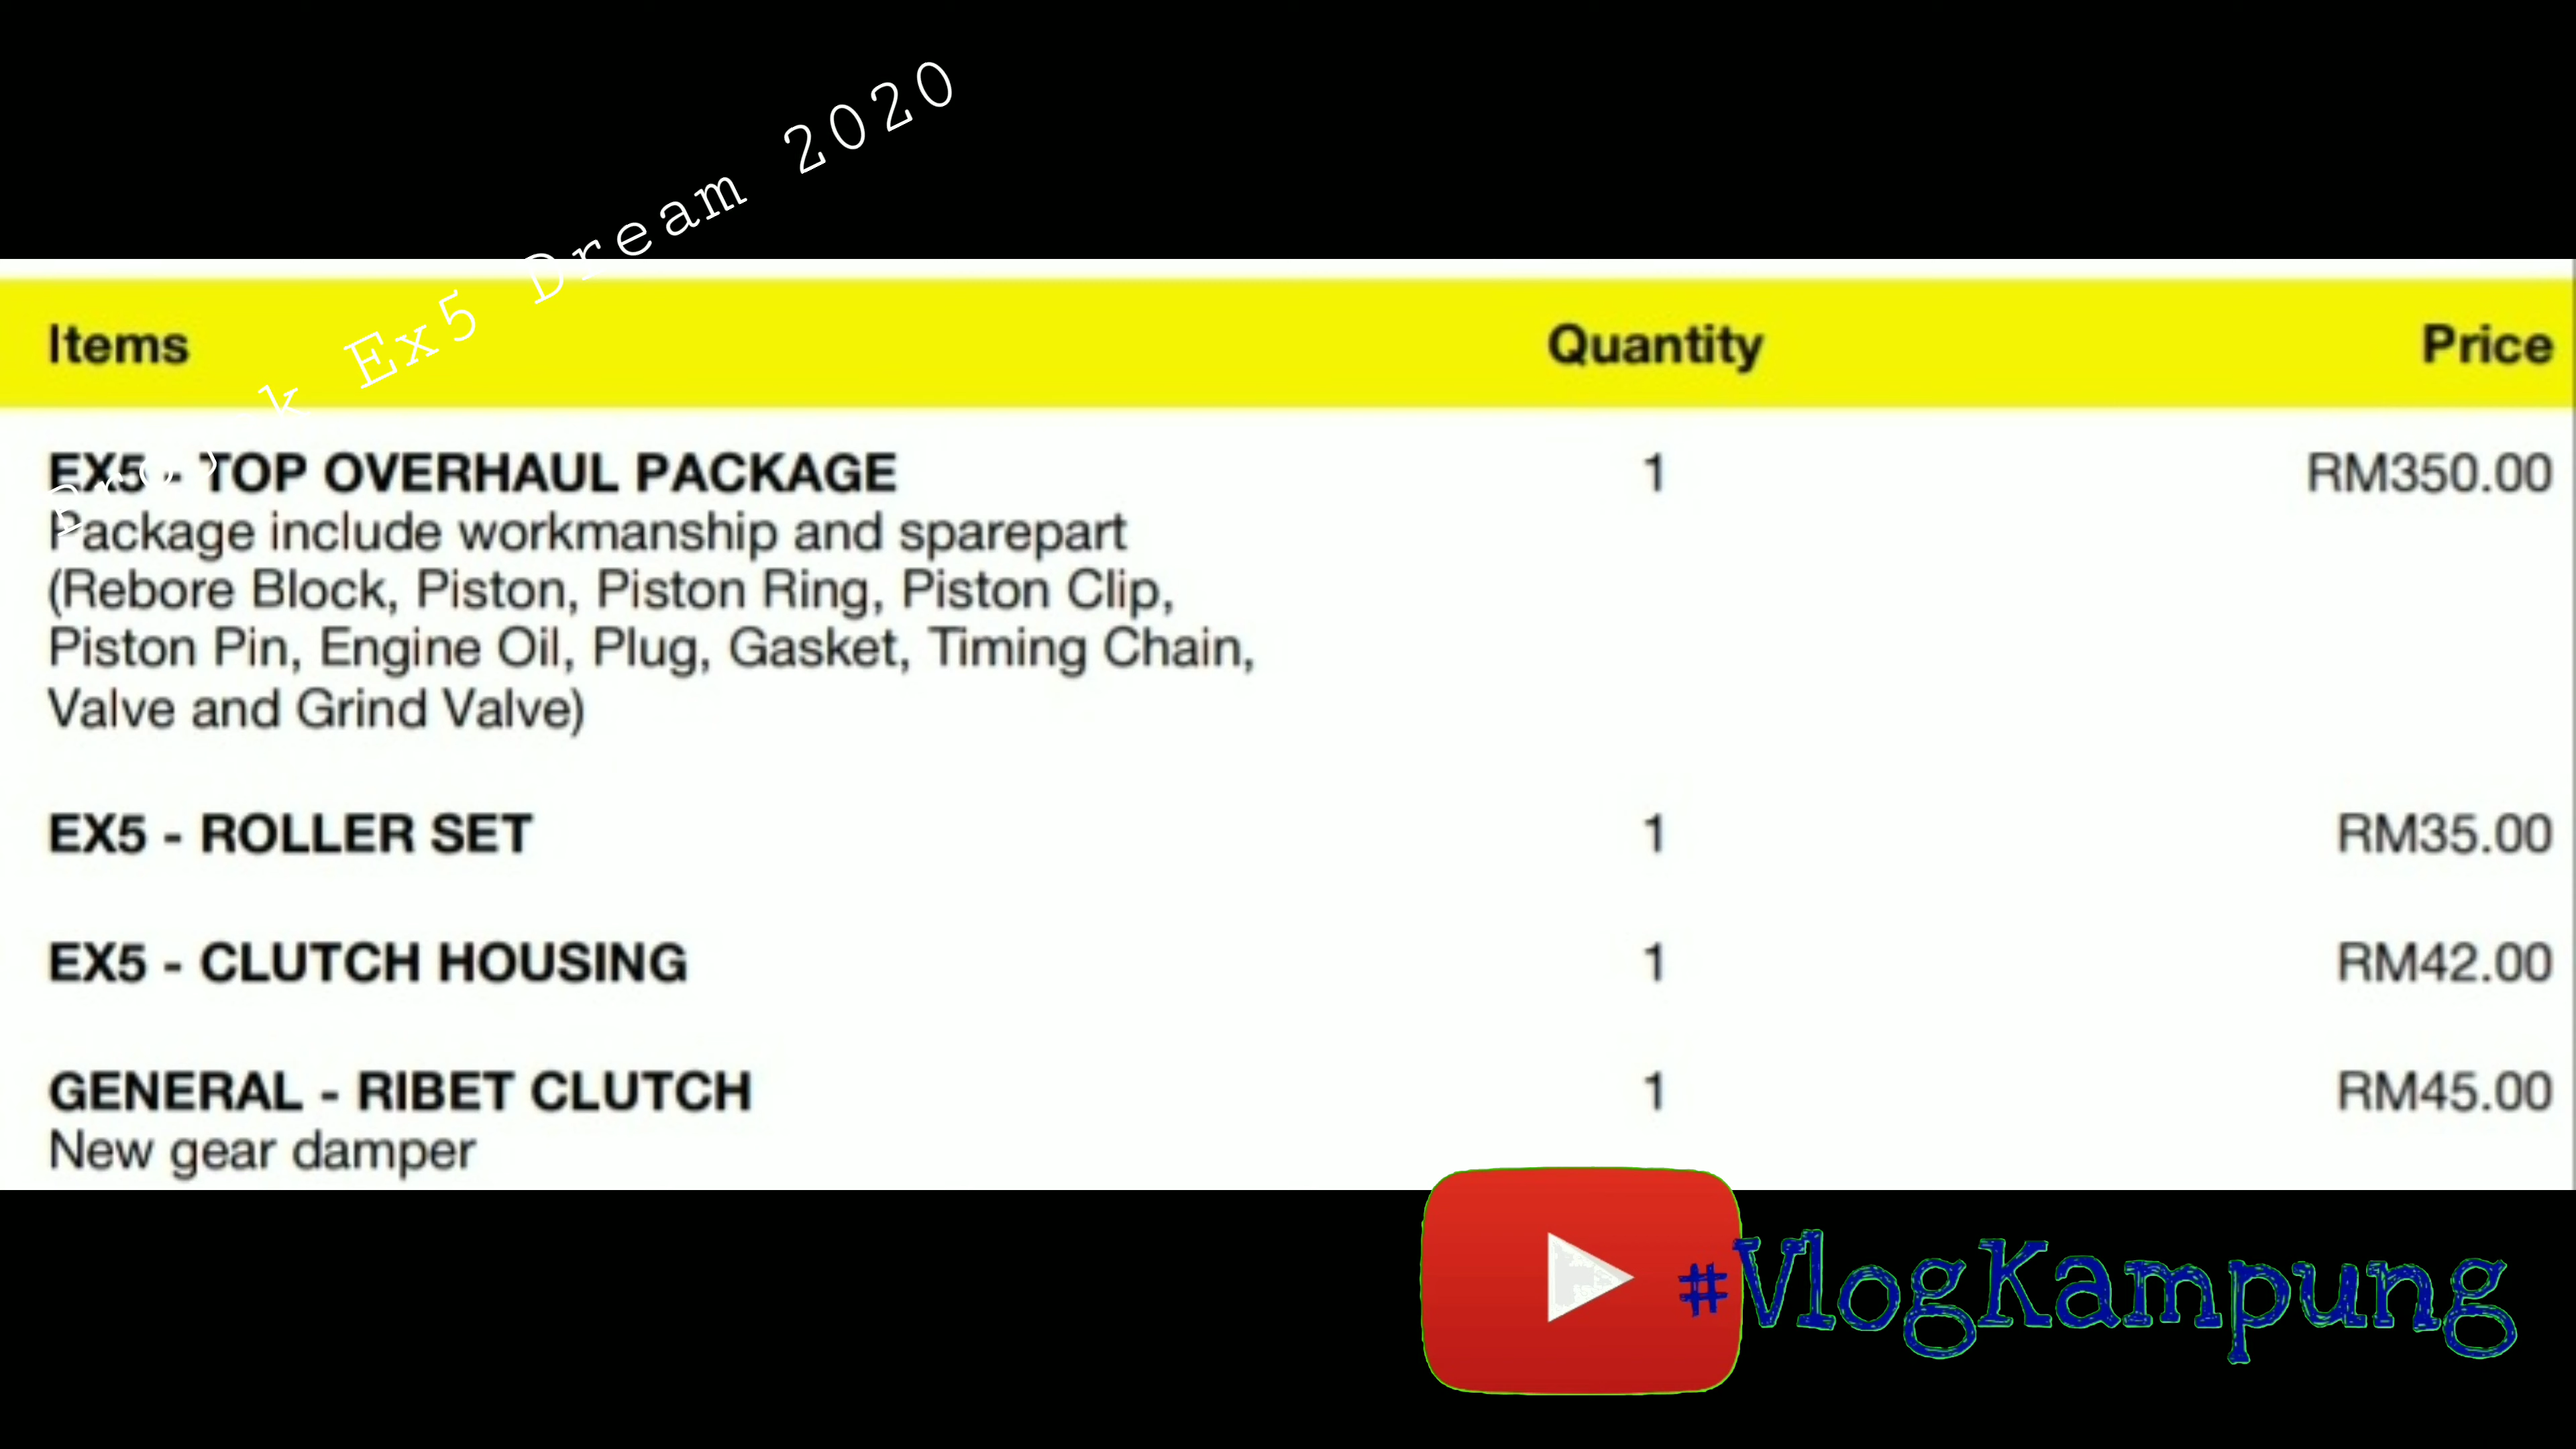 Projek Ex5 Dream 2020
Items Quantity Price
EX5 - TOP OVERHAUL PACKAGE 1 RM350.00
Package include workmanship and sparepart
(Rebore Block, Piston, Piston Ring, Piston Clip,
Piston Pin, Engine Oil, Plug, Gasket, Timing Chain,
Valve and Grind Valve)
EX5 - ROLLER SET 1 RM35.00
EX5 - CLUTCH HOUSING 1 RM42.00
GENERAL - RIBET CLUTCH 1 RM45.00
New gear damper
#VlogKampung